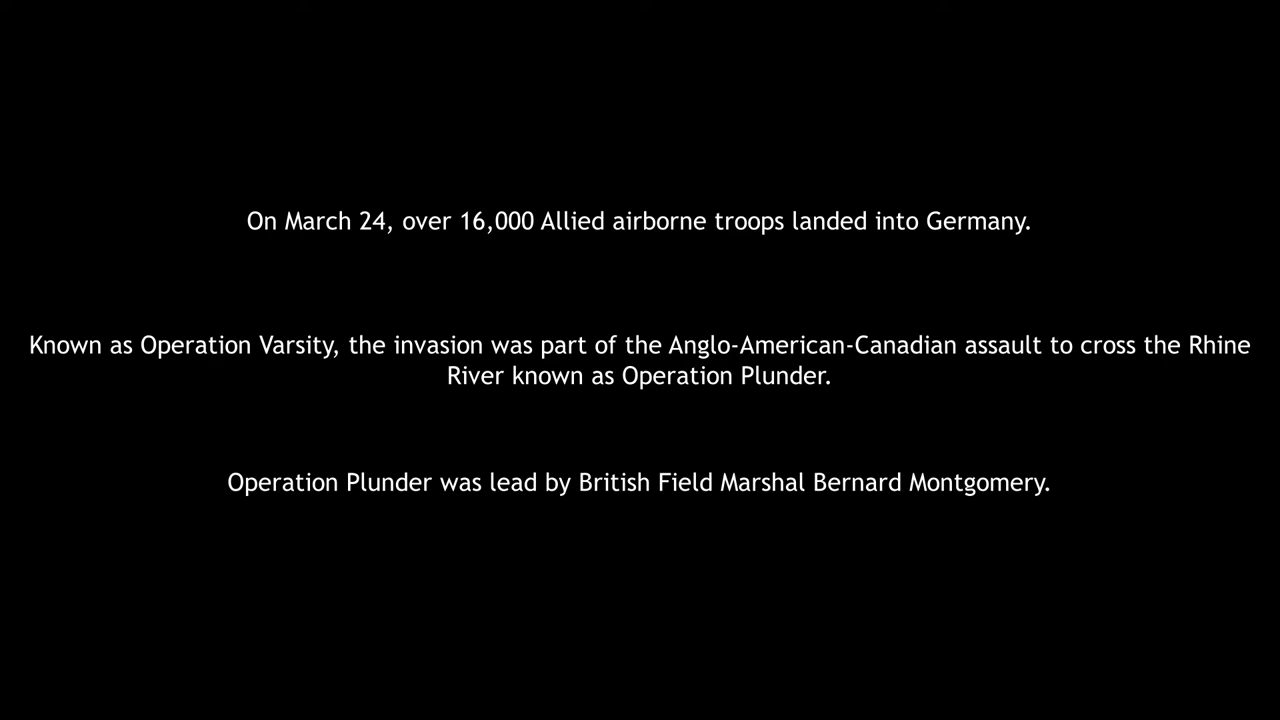 On March 24, over 16,000 Allied airborne troops landed into Germany.
Known as Operation Varsity, the invasion was part of the Anglo-American-Canadian assault to cross the Rhine
River known as Operation Plunder.
Operation Plunder was lead by British Field Marshal Bernard Montgomery.